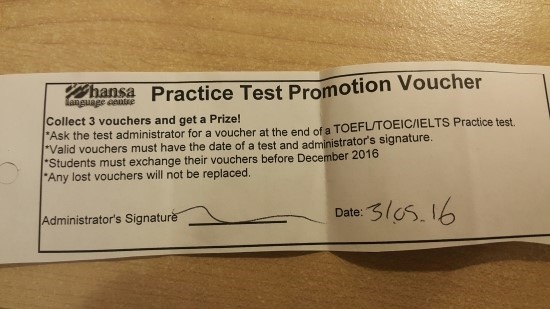 hansa
language centre
Practice Test Promotion Voucher
Collect 3 vouchers and get a Prize!
*Ask the test administrator for a voucher at the end of a TOEFL/TOEIC/IELTS Practice test.
*Valid vouchers must have the date of a test and administrator's signature.
*Students must exchange their vouchers before December 2016
*Any lost vouchers will not be replaced.
Administrator's Signature
Date: 31.05.16